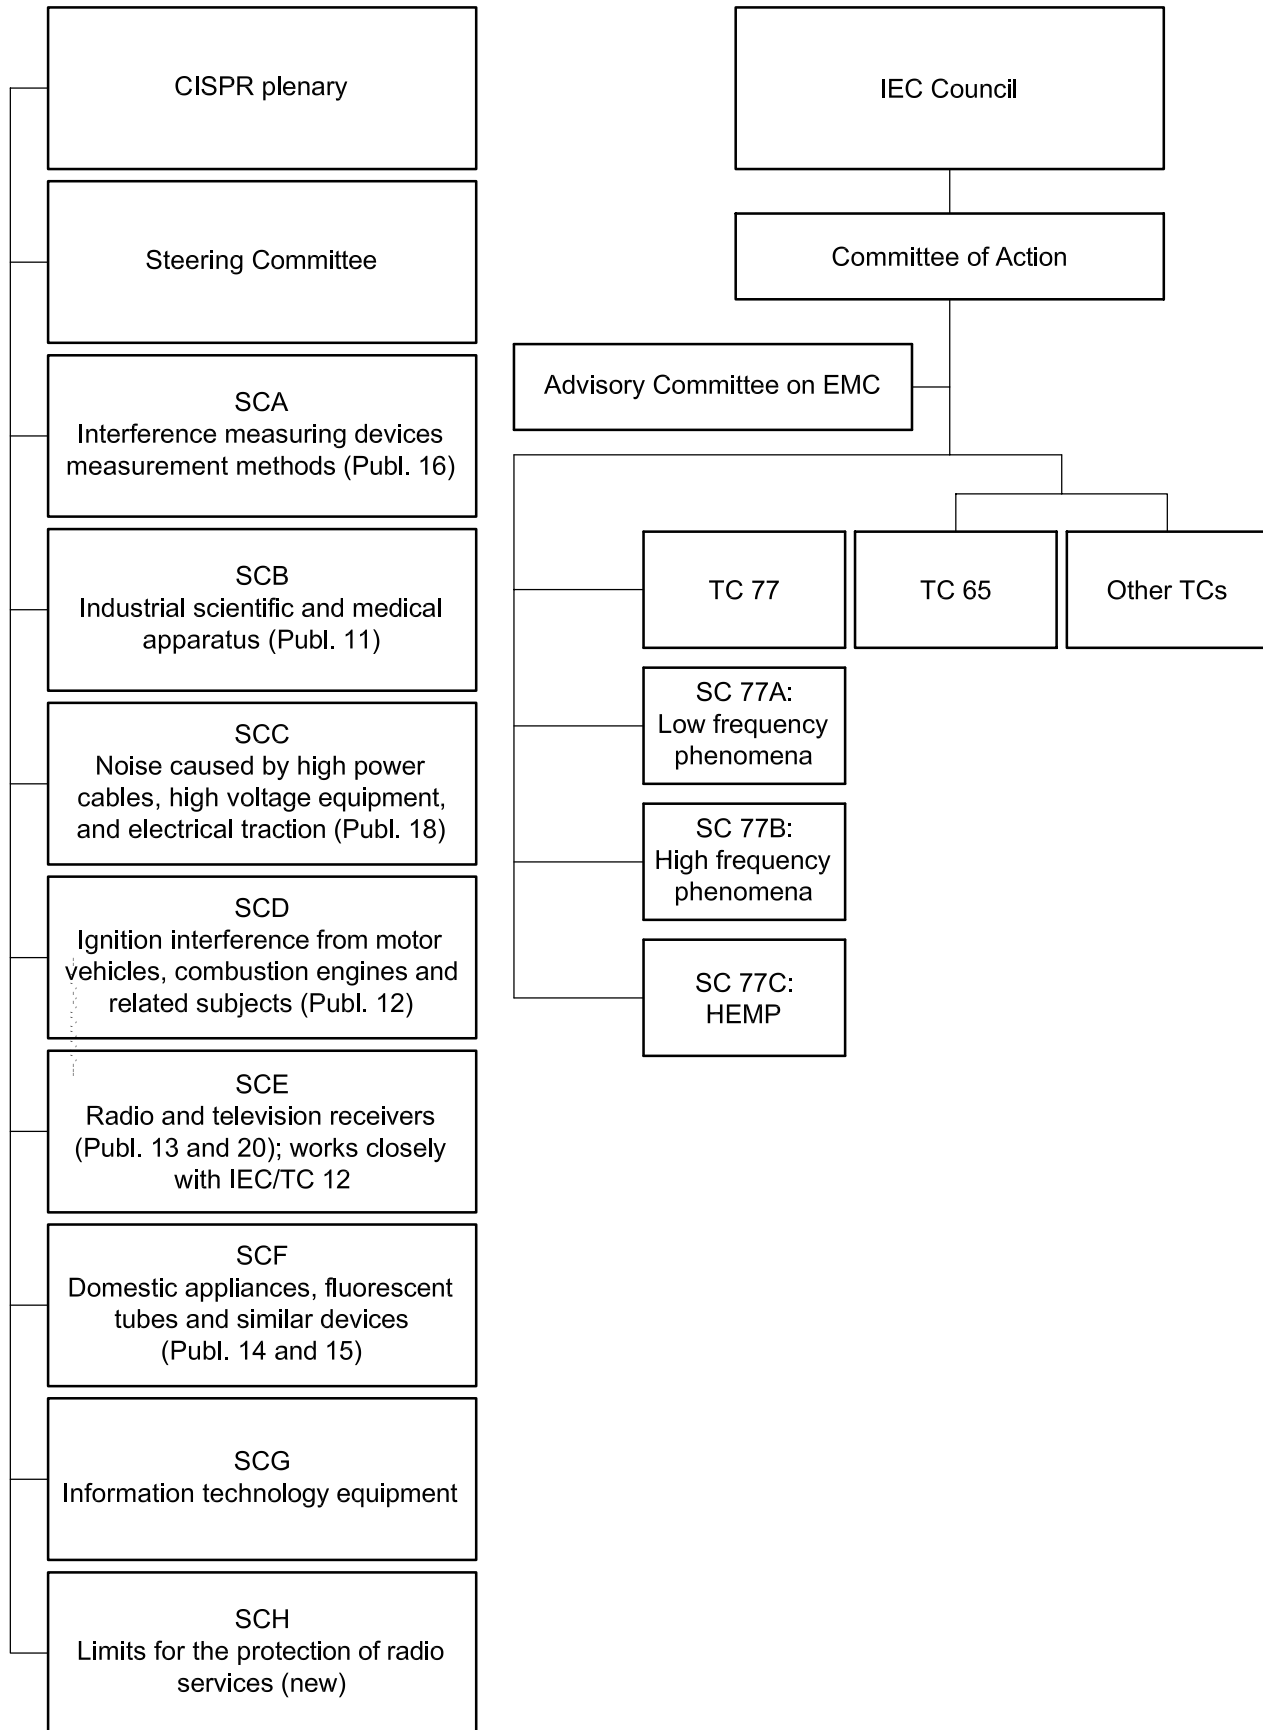 CISPR plenary
Steering Committee
SCA
Interference measuring devices
measurement methods (Publ. 16)
SCB
Industrial scientific and medical
apparatus (Publ. 11)
SCC
Noise caused by high power
cables, high voltage equipment,
and electrical traction (Publ. 18)
SCD
Ignition interference from motor
vehicles, combustion engines and
related subjects (Publ. 12)
SCE
Radio and television receivers
(Publ. 13 and 20); works closely
with IEC/TC 12
SCF
Domestic appliances, fluorescent
tubes and similar devices
(Publ. 14 and 15)
SCG
Information technology equipment
SCH
Limits for the protection of radio
services (new)
IEC Council
Committee of Action
Advisory Committee on EMC
TC 77
TC 65
Other TCs
SC 77A:
Low frequency
phenomena
SC 77B:
High frequency
phenomena
SC 77C:
HEMP